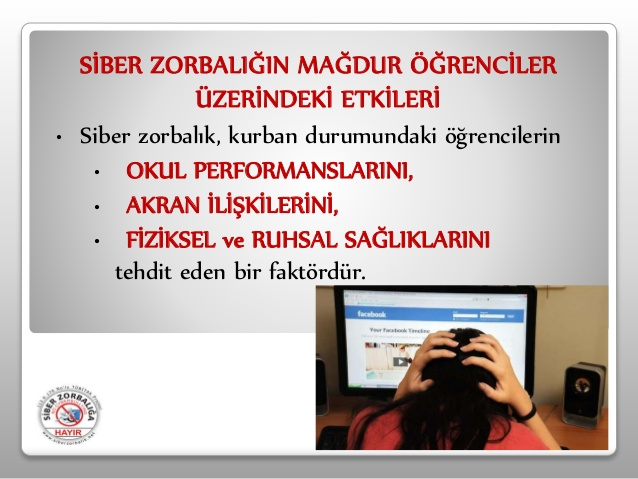 SİBER ZORBALIĞIN MAĞDUR ÖĞRENCİLER
ÜZERİNDEKİ ETKİLERİ
• Siber zorbalık, kurban durumundaki öğrencilerin
• OKUL PERFORMANSLARINI,
• AKRAN İLİŞKİLERİNİ,
• FİZİKSEL ve RUHSAL SAĞLIKLARINI
tehdit eden bir faktördür.
facebook
Your Facebook Timeline
SİBER ZORBALIĞA
HAYIR